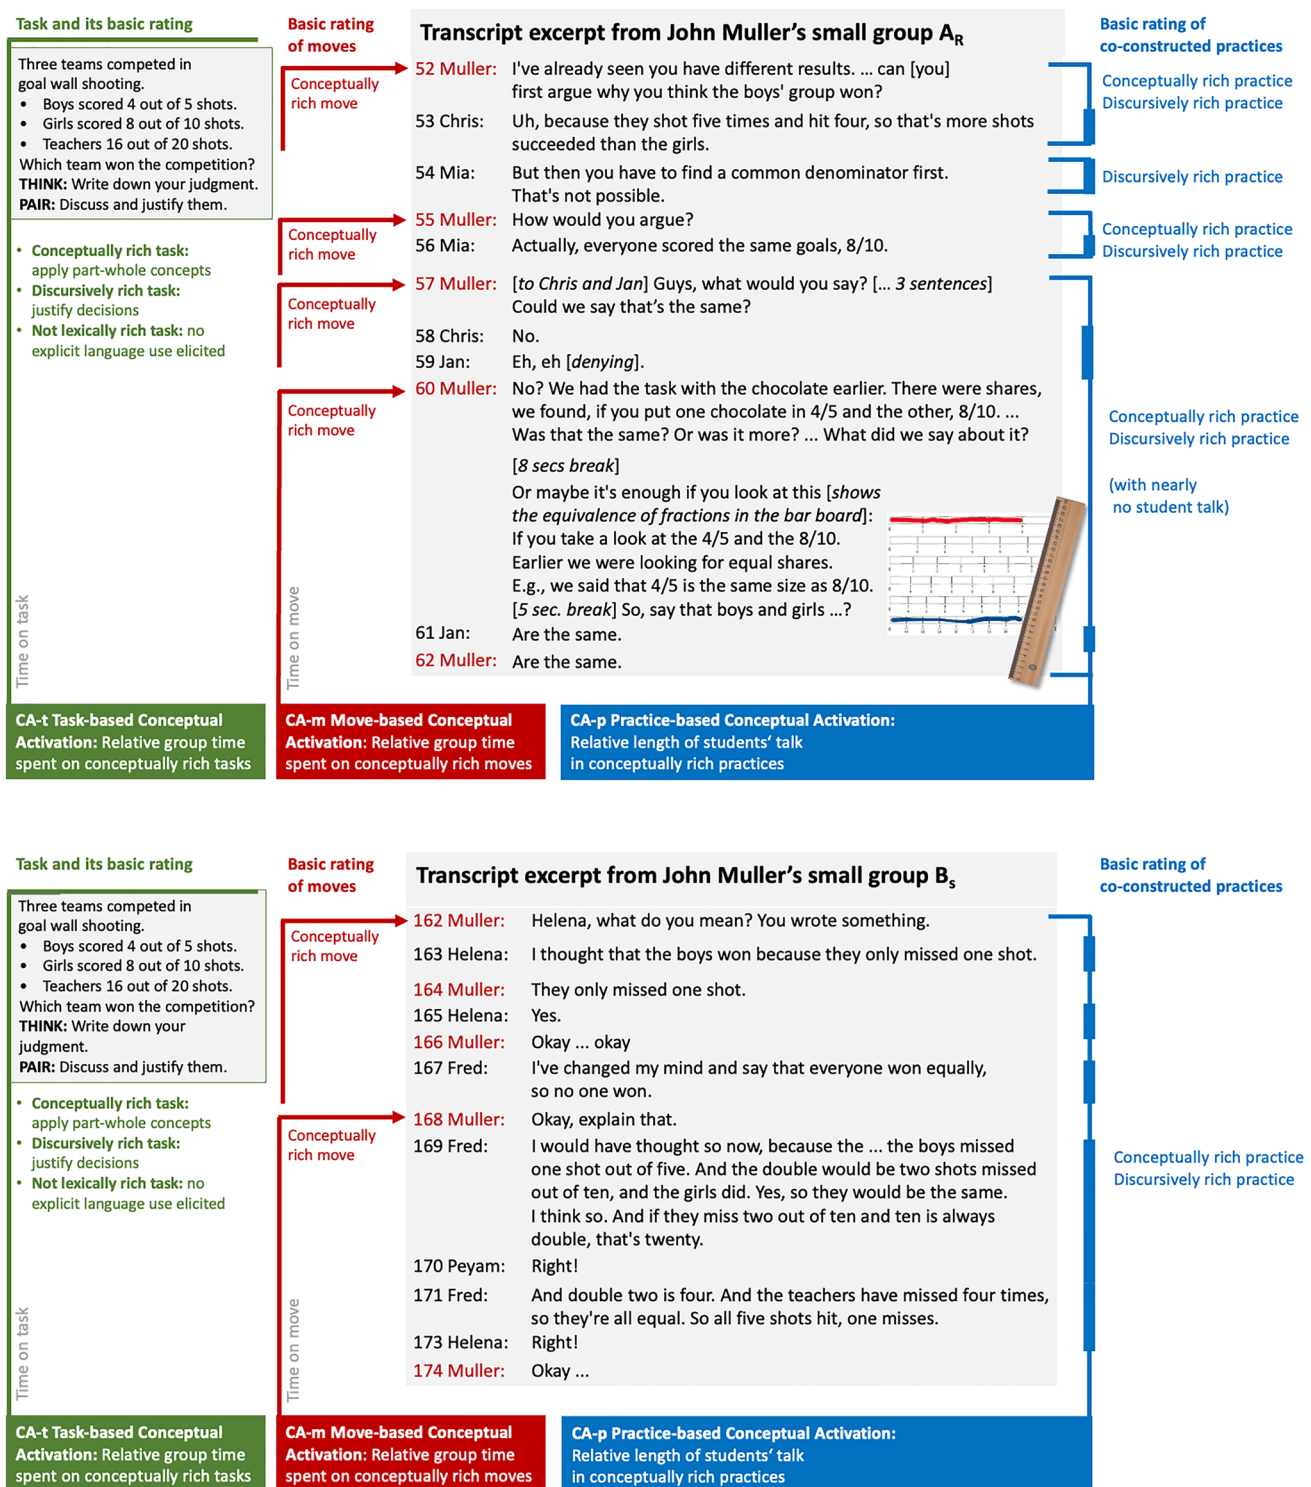 Task and its basic rating
Three teams competed in
goal wall shooting.
• Boys scored 4 out of 5 shots.
• Girls scored 8 out of 10 shots.
• Teachers 16 out of 20 shots.
Which team won the competition?
THINK: Write down your judgment.
PAIR: Discuss and justify them.
• Conceptually rich task:
apply part-whole concepts
• Discursively rich task:
justify decisions
• Not lexically rich task: no
explicit language use elicited
Time on task
Basic rating
of moves
Conceptually
rich move
Conceptually
rich move
Conceptually
rich move
Conceptually
rich move
Time on move
Transcript excerpt from John Muller's small group AR
52 Muller: I've already seen you have different results. ... can [you]
first argue why you think the boys' group won?
53 Chris: Uh, because they shot five times and hit four, so that's more shots
succeeded than the girls.
54 Mia: But then you have to find a common denominator first.
That's not possible.
55 Muller: How would you argue?
56 Mia: Actually, everyone scored the same goals, 8/10.
57 Muller: [to Chris and Jan] Guys, what would you say? [... 3 sentences]
Could we say that's the same?
58 Chris: No.
59 Jan: Eh, eh [denying].
60 Muller: No? We had the task with the chocolate earlier. There were shares,
we found, if you put one chocolate in 4/5 and the other, 8/10. ...
Was that the same? Or was it more? ... What did we say about it?
[8 secs break]
Or maybe it's enough if you look at this [shows
the equivalence of fractions in the bar board]:
If you take a look at the 4/5 and the 8/10.
Earlier we were looking for equal shares.
E.g., we said that 4/5 is the same size as 8/10.
[5 sec. break] So, say that boys and girls ...?
61 Jan: Are the same.
62 Muller: Are the same.
Basic rating of
co-constructed practices
Conceptually rich practice
Discursively rich practice
Discursively rich practice
Conceptually rich practice
Discursively rich practice
Conceptually rich practice
Discursively rich practice
(with nearly
no student talk)
CA-t Task-based Conceptual
Activation: Relative group time
spent on conceptually rich tasks
CA-m Move-based Conceptual
Activation: Relative group time
spent on conceptually rich moves
CA-p Practice-based Conceptual Activation:
Relative length of students' talk
in conceptually rich practices
Task and its basic rating
Three teams competed in
goal wall shooting.
• Boys scored 4 out of 5 shots.
• Girls scored 8 out of 10 shots.
• Teachers 16 out of 20 shots.
Which team won the competition?
THINK: Write down your
judgment.
PAIR: Discuss and justify them.
• Conceptually rich task:
apply part-whole concepts
• Discursively rich task:
justify decisions
• Not lexically rich task: no
explicit language use elicited
Time on task
Basic rating
of moves
Conceptually
rich move
Conceptually
rich move
Time on move
Transcript excerpt from John Muller's small group Bs
162 Muller: Helena, what do you mean? You wrote something.
163 Helena: I thought that the boys won because they only missed one shot.
164 Muller: They only missed one shot.
165 Helena: Yes.
166 Muller: Okay ... okay
167 Fred: I've changed my mind and say that everyone won equally,
so no one won.
168 Muller: Okay, explain that.
169 Fred: I would have thought so now, because the ... the boys missed
one shot out of five. And the double would be two shots missed
out of ten, and the girls did. Yes, so they would be the same.
I think so. And if they miss two out of ten and ten is always
double, that's twenty.
170 Peyam: Right!
171 Fred: And double two is four. And the teachers have missed four times,
so they're all equal. So all five shots hit, one misses.
173 Helena: Right!
174 Muller: Okay ...
Basic rating of
co-constructed practices
Conceptually rich practice
Discursively rich practice
CA-t Task-based Conceptual
Activation: Relative group time
spent on conceptually rich tasks
CA-m Move-based Conceptual
Activation: Relative group time
spent on conceptually rich moves
CA-p Practice-based Conceptual Activation:
Relative length of students' talk
in conceptually rich practices